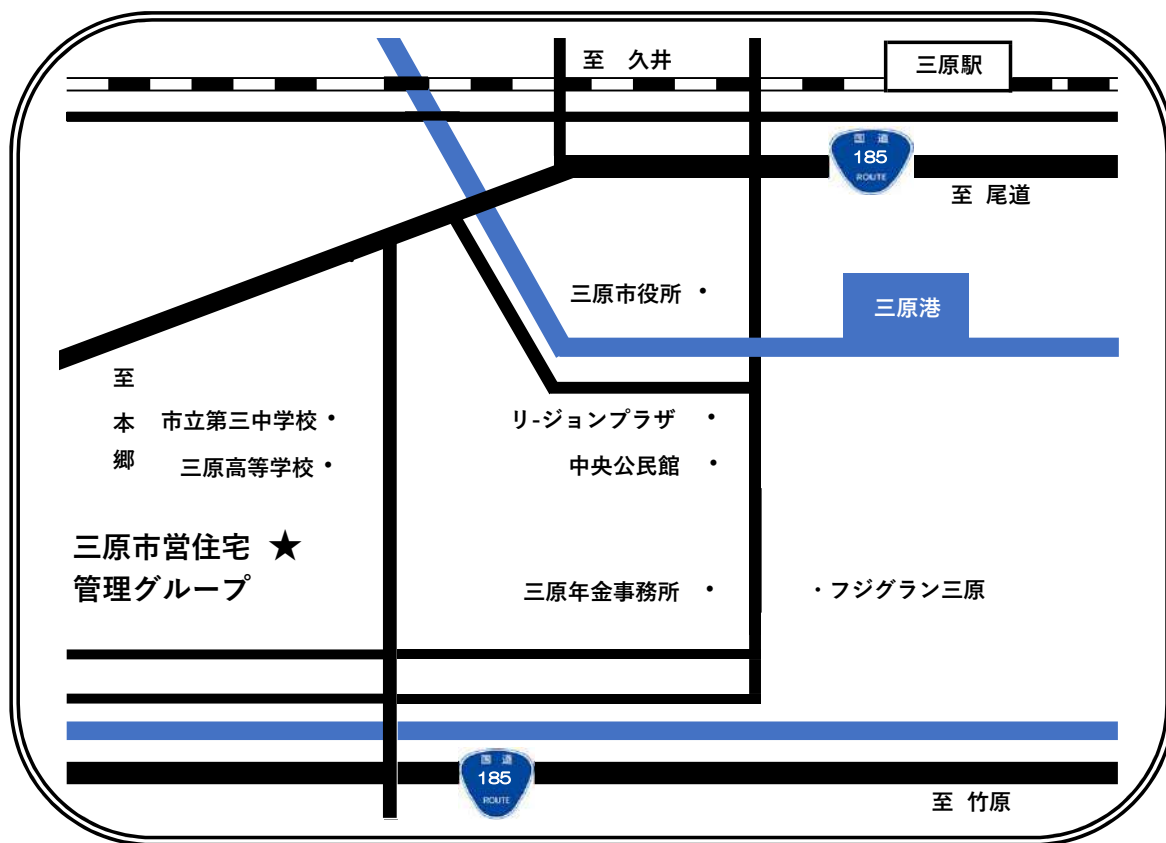 至 久井
三原駅
国道
185
ROUTE
至 尾道
三原市役所 ・
三原港
至
本
郷
市立第三中学校・
三原高等学校・
リ-ジョンプラザ ・
中央公民館 ・
三原市営住宅 ★
管理グループ
三原年金事務所 ・
・フジグラン三原
国道
185
ROUTE
至 竹原